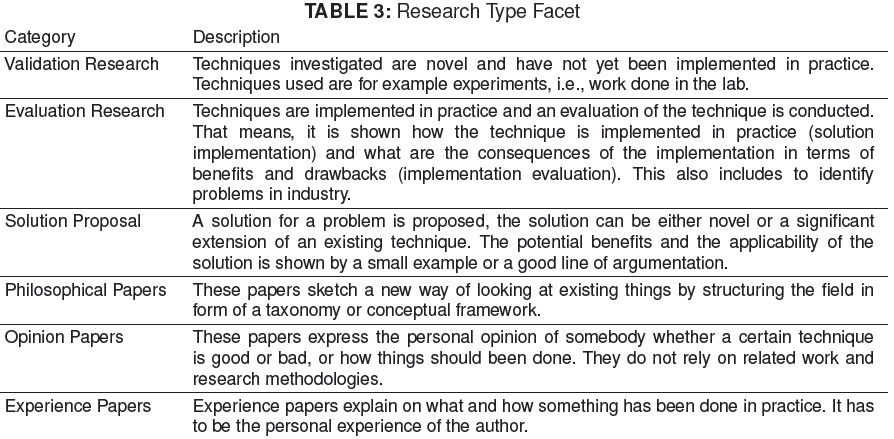 TABLE 3: Research Type Facet
Category Description
Validation Research Techniques investigated are novel and have not yet been implemented in practice.
Techniques used are for example experiments, i.e., work done in the lab.
Evaluation Research Techniques are implemented in practice and an evaluation of the technique is conducted.
That means, it is shown how the technique is implemented in practice (solution
implementation) and what are the consequences of the implementation in terms of
benefits and drawbacks (implementation evaluation). This also includes to identify
problems in industry.
Solution Proposal A solution for a problem is proposed, the solution can be either novel or a significant
extension of an existing technique. The potential benefits and the applicability of the
solution is shown by a small example or a good line of argumentation.
Philosophical Papers These papers sketch a new way of looking at existing things by structuring the field in
form of a taxonomy or conceptual framework.
Opinion Papers These papers express the personal opinion of somebody whether a certain technique
is good or bad, or how things should been done. They do not rely on related work and
research methodologies.
Experience Papers Experience papers explain on what and how something has been done in practice. It has
to be the personal experience of the author.